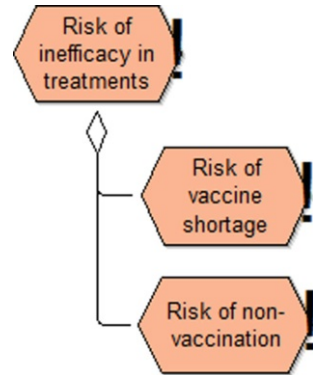 Risk of
inefficacy in
treatments
!
Risk of
vaccine
shortage
!
Risk of non-
vaccination
!